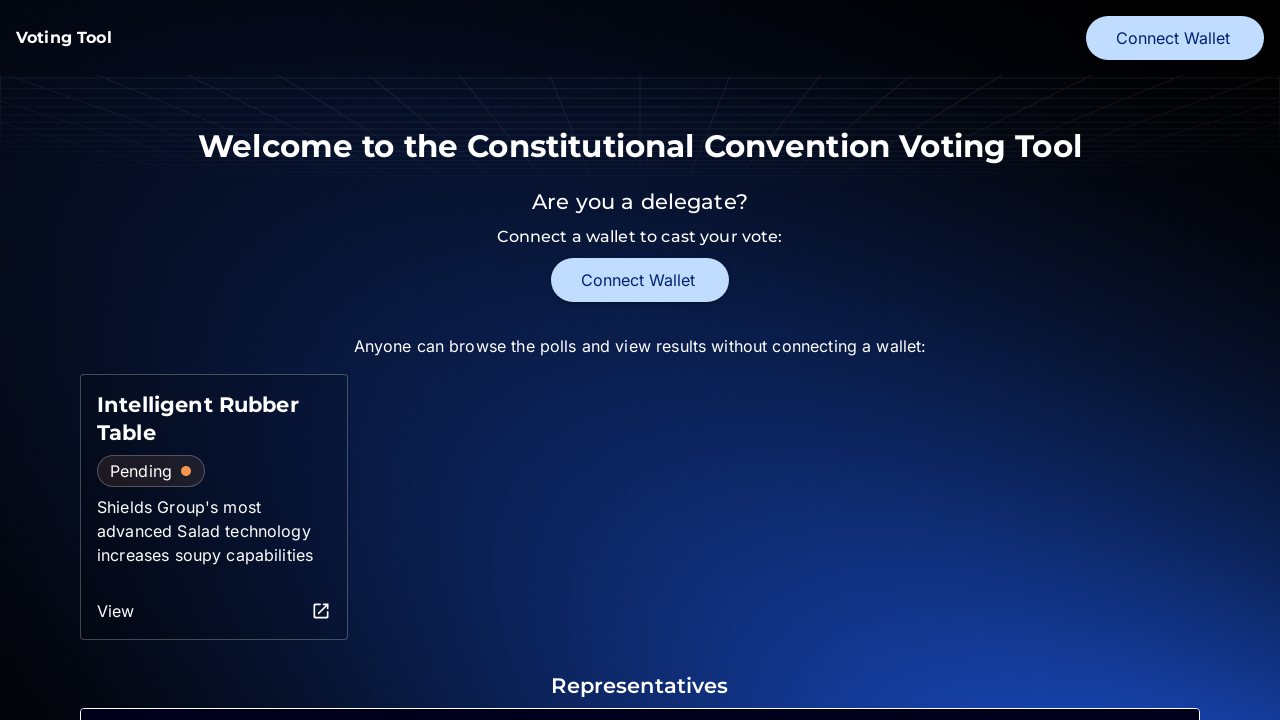 Voting Tool
Connect Wallet
Welcome to the Constitutional Convention Voting Tool
Are you a delegate?
Connect a wallet to cast your vote:
Connect Wallet
Anyone can browse the polls and view results without connecting a wallet:
Intelligent Rubber
Table
Pending
Shields Group's most
advanced Salad technology
increases soupy capabilities
View
Representatives